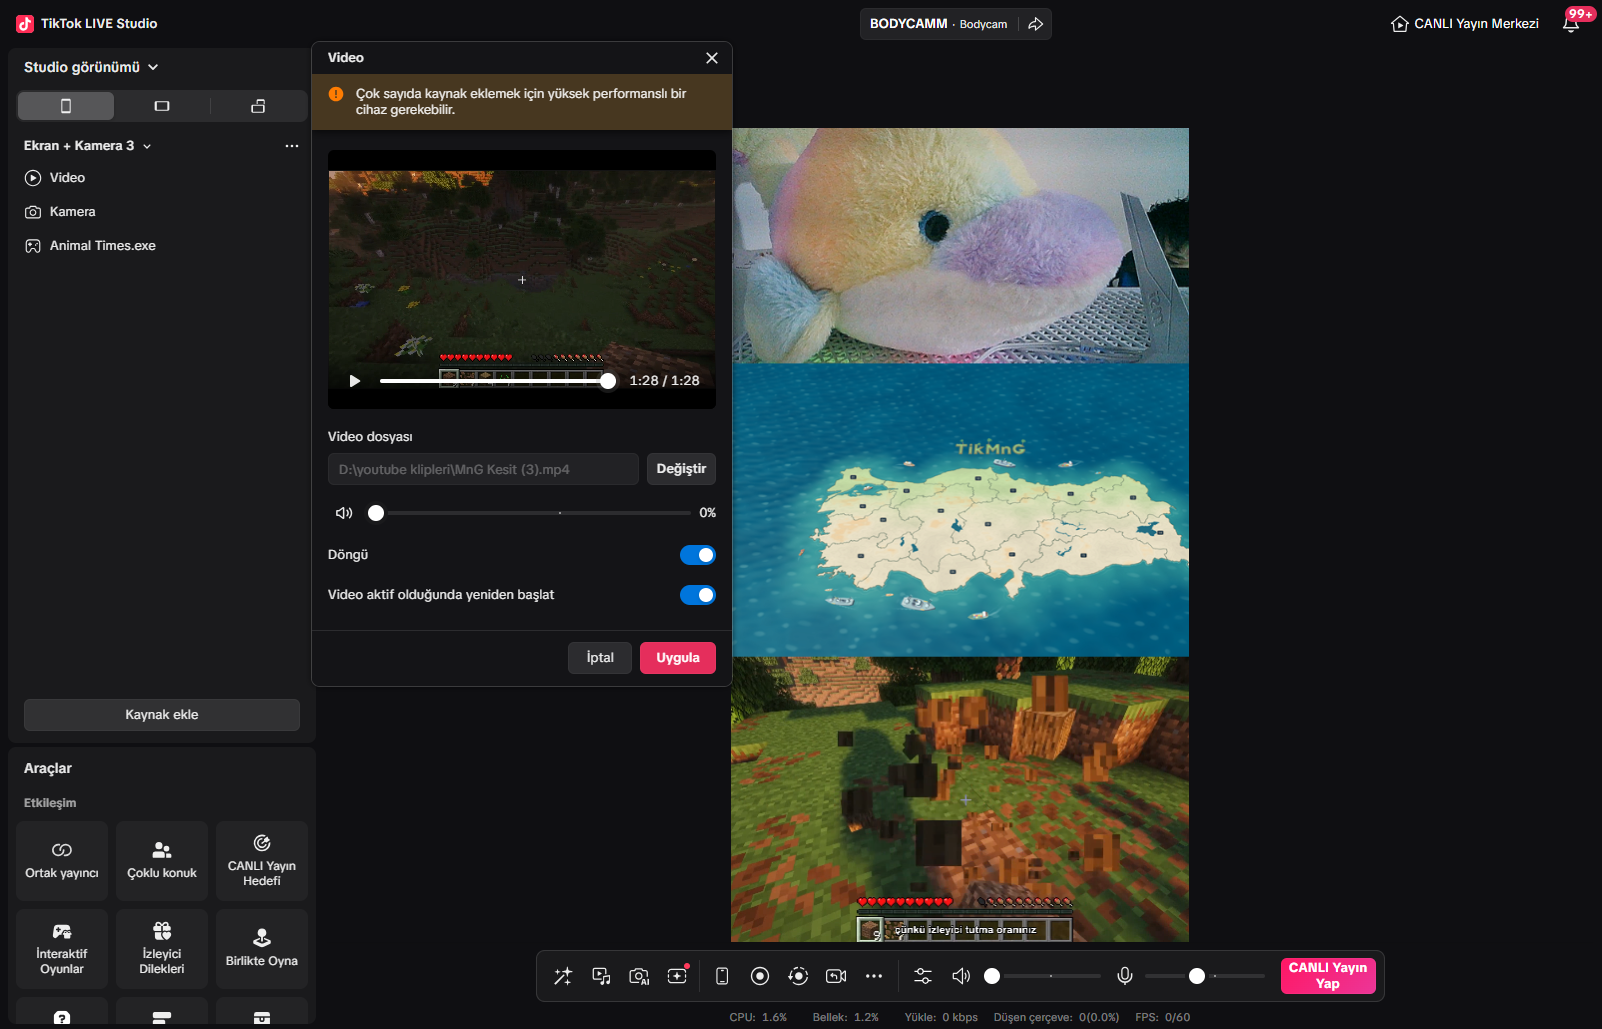 TikTok LIVE Studio
BODYCAMM · Bodycam
CANLI Yayın Merkezi
99+
Studio görünümü
Ekran + Kamera 3
Video
Kamera
Animal Times.exe
Kaynak ekle
Araçlar
Etkileşim
Ortak yayıncı
Çoklu konuk
CANLI Yayın
Hedefi
İnteraktif
Oyunlar
İzleyici
Dilekleri
Birlikte Oyna
Video
Çok sayıda kaynak eklemek için yüksek performanslı bir
cihaz gerekebilir.
1:28 / 1:28
Video dosyası
D:\youtube klipleri\MnG Kesit (3).mp4
Değiştir
0%
Döngü
Video aktif olduğunda yeniden başlat
İptal
Uygula
TikMnG
çünkü izleyici tutma oranınız
AI
CANLI Yayın
Yap
CPU: 1.6%
Bellek: 1.2%
Yükle: 0 kbps
Düşen çerçeve: 0(0.0%)
FPS: 0/60